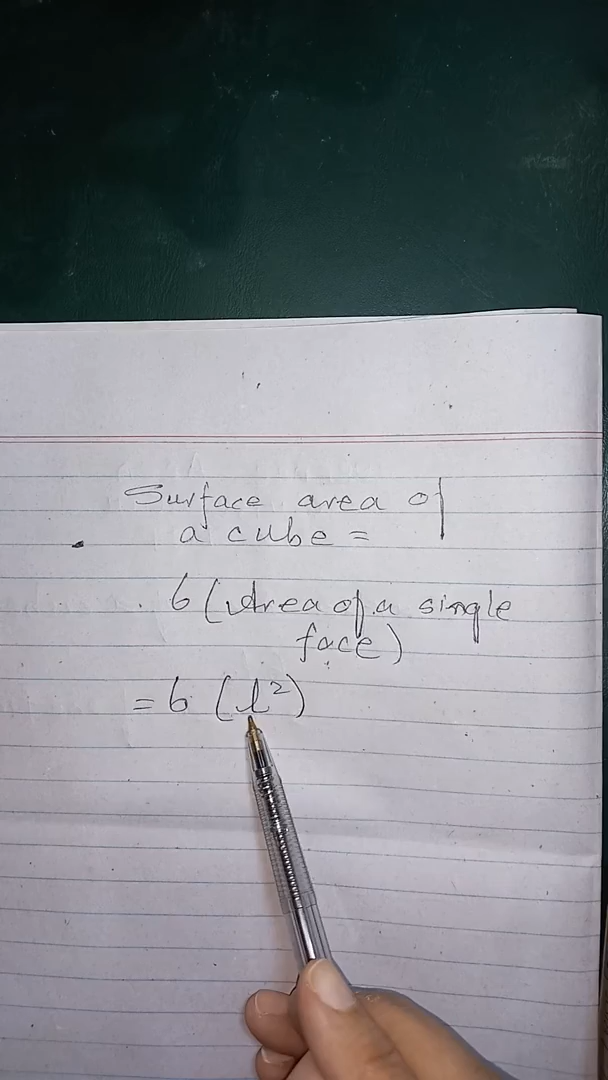 Surface area of
a cube =
6 (Area of a single
face)
= 6 (l²)